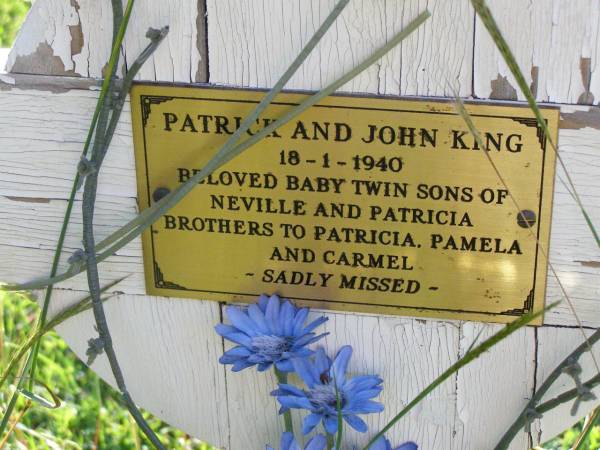 PATRICK AND JOHN KING
18-1-1940
BELOVED BABY TWIN SONS OF
NEVILLE AND PATRICIA
BROTHERS TO PATRICIA, PAMELA
AND CARMEL
~ SADLY MISSED ~